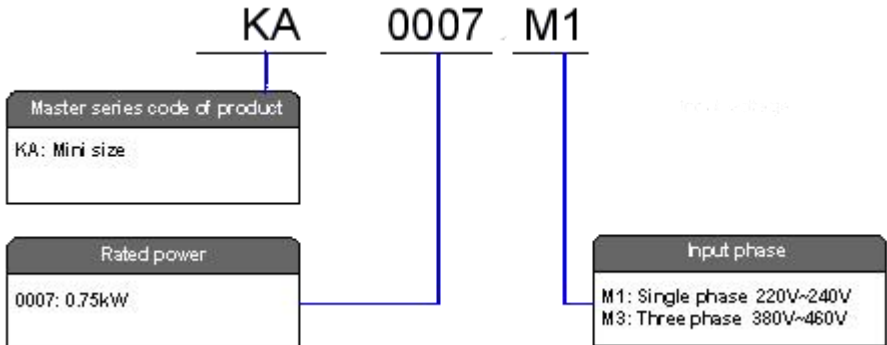 KA 0007 M1
Master series code of product
KA: Mini size
Rated power
0007: 0.75kW
Input phase
M1: Single phase 220V~240V
M3: Three phase 380V~460V